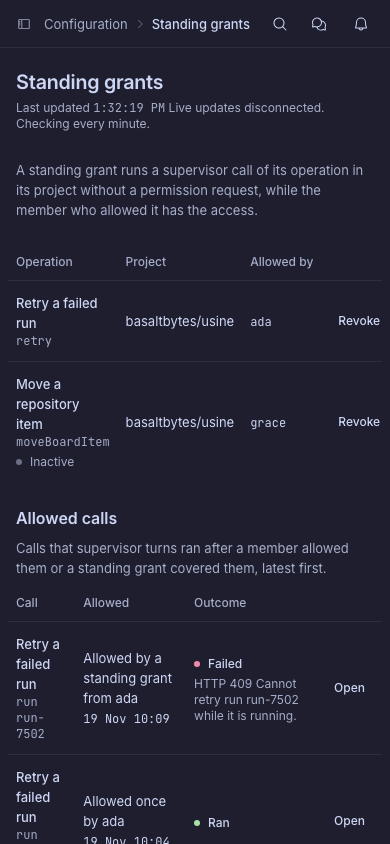 Configuration > Standing grants
Standing grants
Last updated 1:32:19 PM Live updates disconnected.
Checking every minute.
A standing grant runs a supervisor call of its operation in
its project without a permission request, while the
member who allowed it has the access.
Operation Project Allowed by
Retry a failed
run
retry
basaltbytes/usine ada Revoke
Move a
repository
item
moveBoardItem
Inactive
basaltbytes/usine grace Revoke
Allowed calls
Calls that supervisor turns ran after a member allowed
them or a standing grant covered them, latest first.
Call Allowed Outcome
Retry a
failed
run
run
run-
7502
Allowed by a
standing grant
from ada
19 Nov 10:09
Failed
HTTP 409 Cannot
retry run run-7502
while it is running.
Open
Retry a
failed
run
run
Allowed once
by ada
19 Nov 10:04
Ran
Open